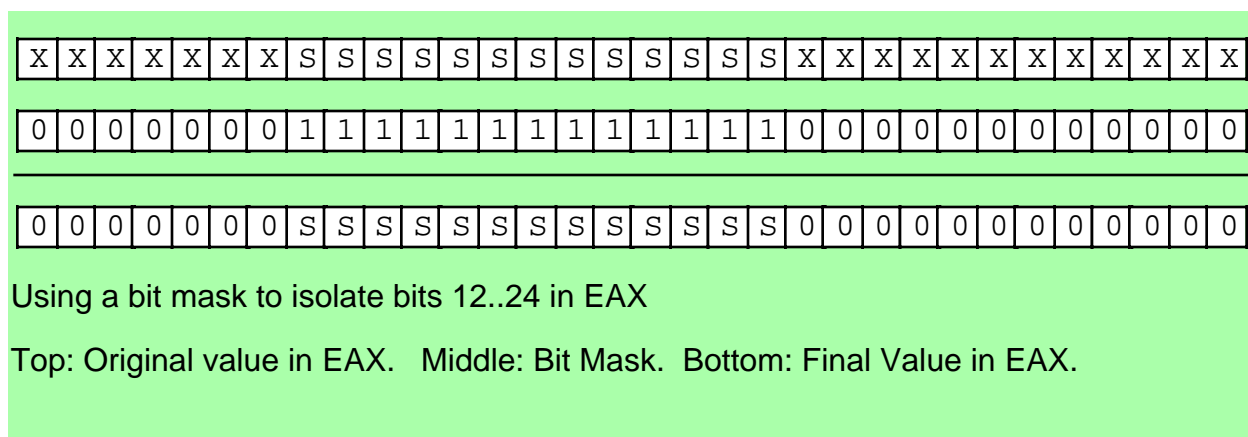 X X X X X X X S S S S S S S S S S S S S X X X X X X X X X X X X
0 0 0 0 0 0 0 1 1 1 1 1 1 1 1 1 1 1 1 1 0 0 0 0 0 0 0 0 0 0 0 0
0 0 0 0 0 0 0 S S S S S S S S S S S S S 0 0 0 0 0 0 0 0 0 0 0 0
Using a bit mask to isolate bits 12..24 in EAX
Top: Original value in EAX. Middle: Bit Mask. Bottom: Final Value in EAX.